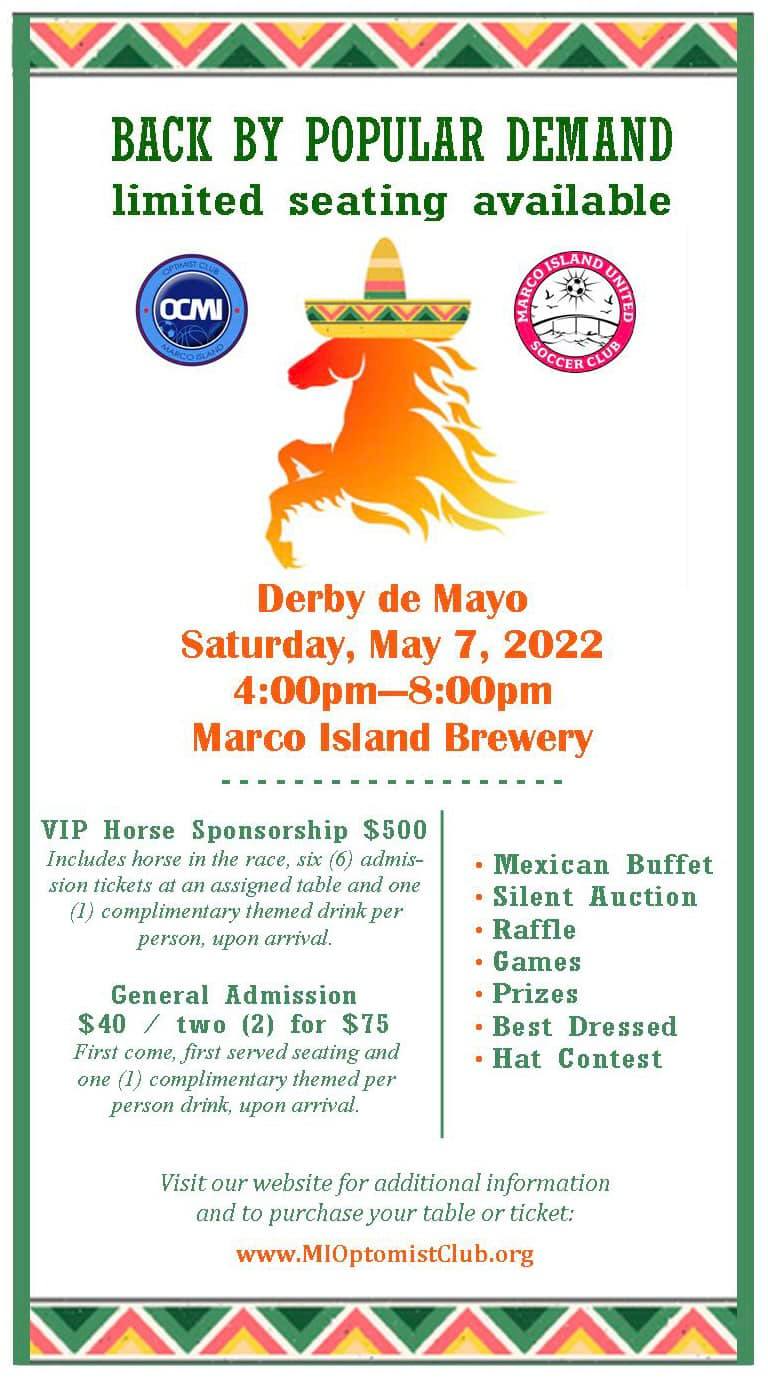 BACK BY POPULAR DEMAND
limited seating available
OPTIMIST CLUB
OCMI
MARCO ISLAND
MARCO ISLAND UNITED
SOCCER CLUB
Derby de Mayo
Saturday, May 7, 2022
4:00pm—8:00pm
Marco Island Brewery
VIP Horse Sponsorship $500
Includes horse in the race, six (6) admis-
sion tickets at an assigned table and one
(1) complimentary themed drink per
person, upon arrival.
General Admission
$40 / two (2) for $75
First come, first served seating and
one (1) complimentary themed per
person drink, upon arrival.
• Mexican Buffet
• Silent Auction
• Raffle
• Games
• Prizes
• Best Dressed
• Hat Contest
Visit our website for additional information
and to purchase your table or ticket:
www.MIOptomistClub.org